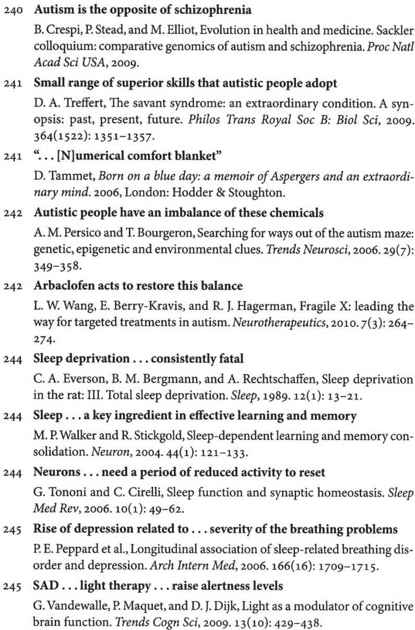 240 Autism is the opposite of schizophrenia
B. Crespi, P. Stead, and M. Elliot, Evolution in health and medicine. Sackler
colloquium: comparative genomics of autism and schizophrenia. Proc Natl
Acad Sci USA, 2009.
241 Small range of superior skills that autistic people adopt
D. A. Treffert, The savant syndrome: an extraordinary condition. A syn-
opsis: past, present, future. Philos Trans Royal Soc B: Biol Sci, 2009.
364(1522): 1351–1357.
241 “. . . [N]umerical comfort blanket”
D. Tammet, Born on a blue day: a memoir of Aspergers and an extraordi-
nary mind. 2006, London: Hodder & Stoughton.
242 Autistic people have an imbalance of these chemicals
A. M. Persico and T. Bourgeron, Searching for ways out of the autism maze:
genetic, epigenetic and environmental clues. Trends Neurosci, 2006. 29(7):
349–358.
242 Arbaclofen acts to restore this balance
L. W. Wang, E. Berry-Kravis, and R. J. Hagerman, Fragile X: leading the
way for targeted treatments in autism. Neurotherapeutics, 2010. 7(3): 264–
274.
244 Sleep deprivation . . . consistently fatal
C. A. Everson, B. M. Bergmann, and A. Rechtschaffen, Sleep deprivation
in the rat: III. Total sleep deprivation. Sleep, 1989. 12(1): 13–21.
244 Sleep . . . a key ingredient in effective learning and memory
M. P. Walker and R. Stickgold, Sleep-dependent learning and memory con-
solidation. Neuron, 2004. 44(1): 121–133.
244 Neurons . . . need a period of reduced activity to reset
G. Tononi and C. Cirelli, Sleep function and synaptic homeostasis. Sleep
Med Rev, 2006. 10(1): 49–62.
245 Rise of depression related to . . . severity of the breathing problems
P. E. Peppard et al., Longitudinal association of sleep-related breathing dis-
order and depression. Arch Intern Med, 2006. 166(16): 1709–1715.
245 SAD . . . light therapy . . . raise alertness levels
G. Vandewalle, P. Maquet, and D. J. Dijk, Light as a modulator of cognitive
brain function. Trends Cogn Sci, 2009. 13(10): 429–438.